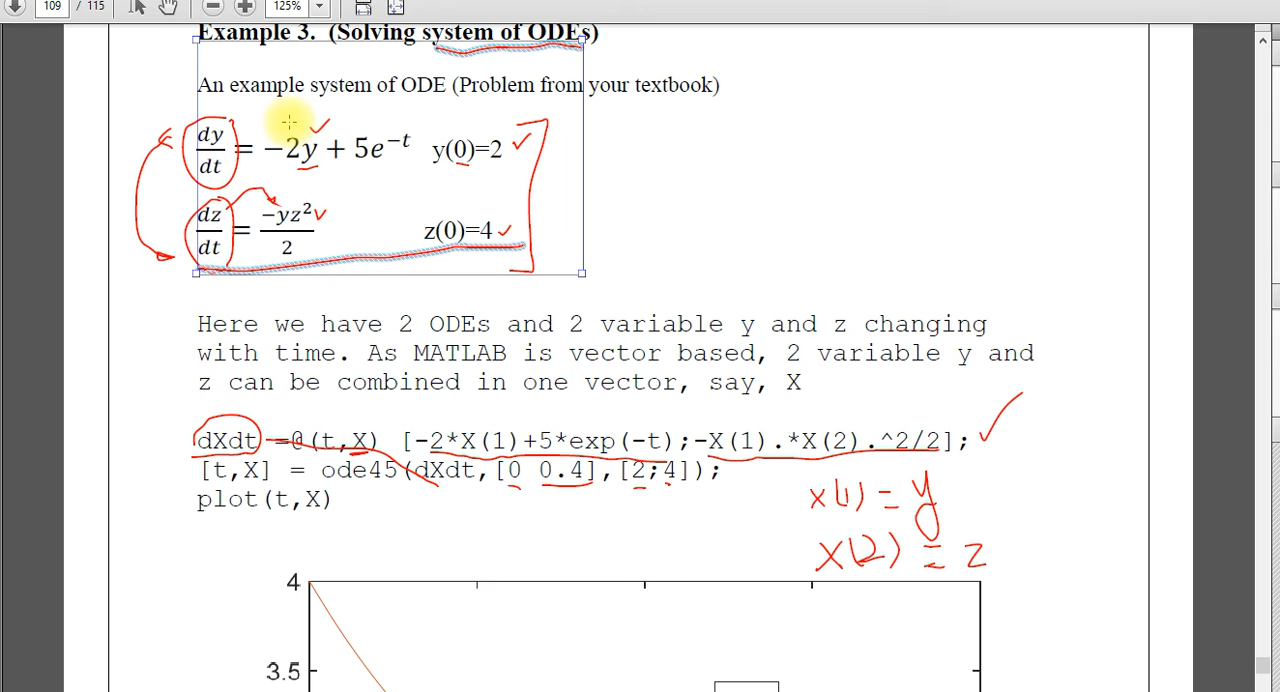 109 / 115 125%
Example 3. (Solving system of ODEs)
An example system of ODE (Problem from your textbook)
dy/dt = −2y + 5e^−t y(0)=2
dz/dt = −yz²/2 z(0)=4
Here we have 2 ODEs and 2 variable y and z changing
with time. As MATLAB is vector based, 2 variable y and
z can be combined in one vector, say, X
dXdt =@(t,X) [-2*X(1)+5*exp(-t);-X(1).*X(2).^2/2];
[t,X] = ode45(dXdt,[0 0.4],[2;4]);
plot(t,X)
X(1) = y
X(2) = z
4
3.5